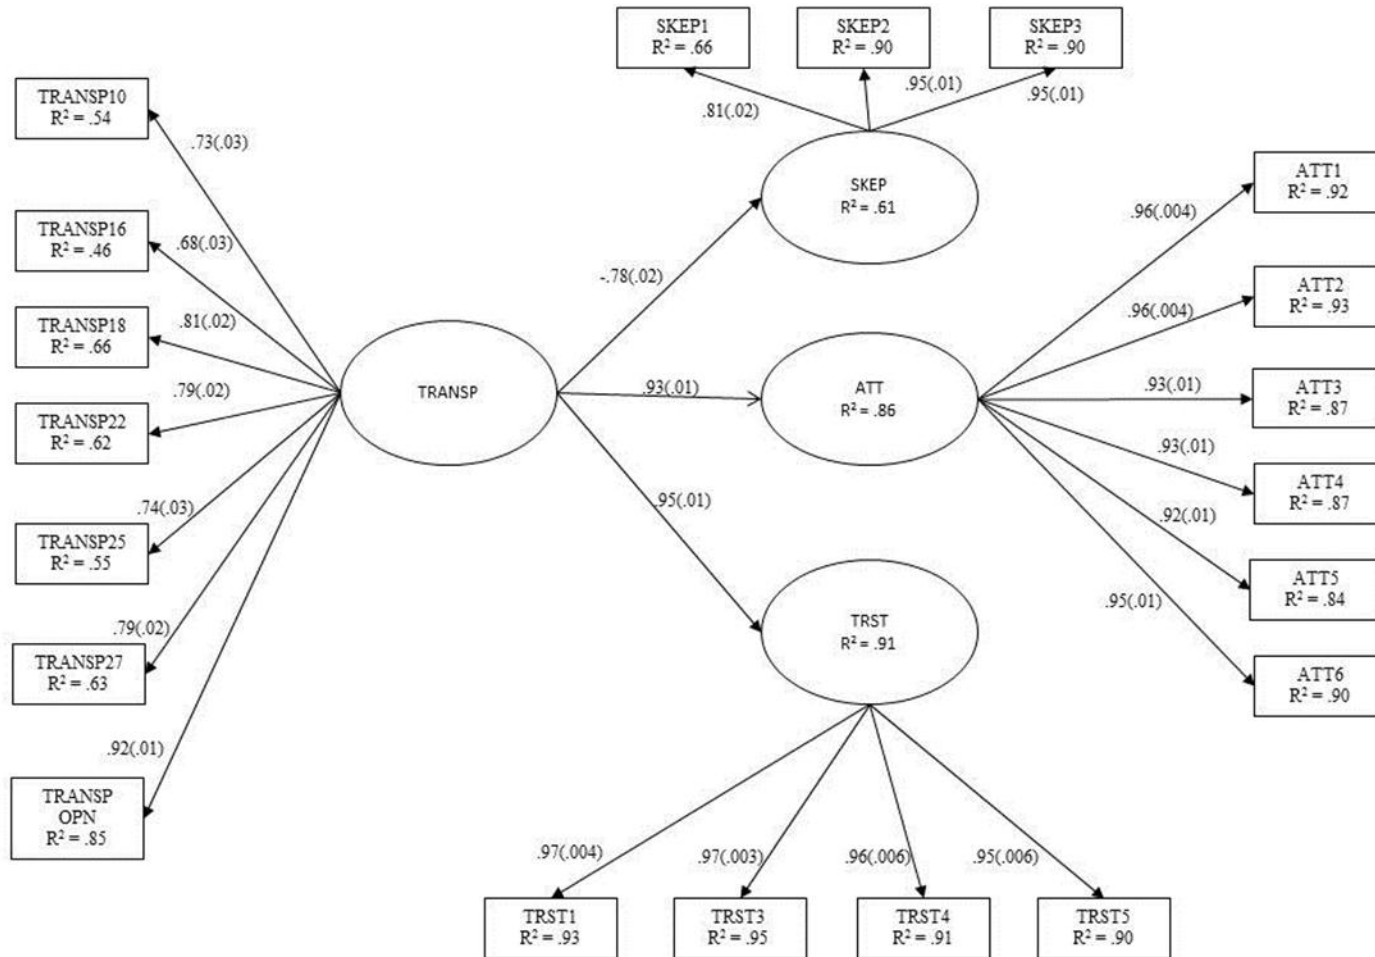 SKEP1
R² = .66
SKEP2
R² = .90
SKEP3
R² = .90
.81(.02)
.95(.01)
.95(.01)
TRANSP10
R² = .54
TRANSP16
R² = .46
TRANSP18
R² = .66
TRANSP22
R² = .62
TRANSP25
R² = .55
TRANSP27
R² = .63
TRANSP
OPN
R² = .85
.73(.03)
.68(.03)
.81(.02)
.79(.02)
.74(.03)
.79(.02)
.92(.01)
TRANSP
-.78(.02)
.93(.01)
.95(.01)
SKEP
R² = .61
ATT
R² = .86
TRST
R² = .91
.96(.004)
.96(.004)
.93(.01)
.93(.01)
.92(.01)
.95(.01)
ATT1
R² = .92
ATT2
R² = .93
ATT3
R² = .87
ATT4
R² = .87
ATT5
R² = .84
ATT6
R² = .90
.97(.004)
.97(.003)
.96(.006)
.95(.006)
TRST1
R² = .93
TRST3
R² = .95
TRST4
R² = .91
TRST5
R² = .90